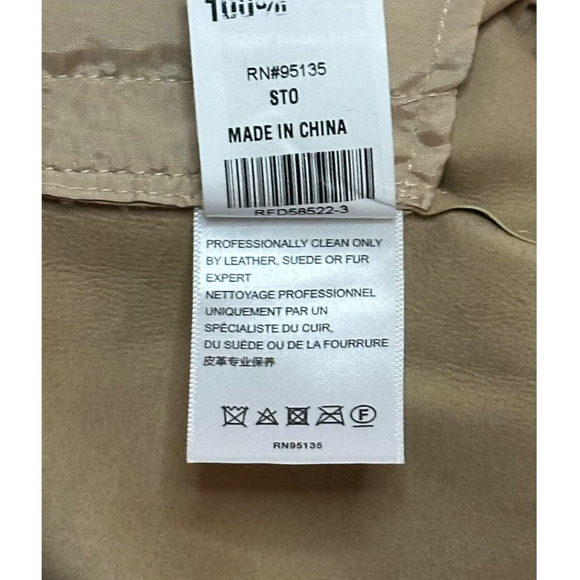 100%
RN#95135
STO
MADE IN CHINA
RFD58522-3
PROFESSIONALLY CLEAN ONLY
BY LEATHER, SUEDE OR FUR
EXPERT
NETTOYAGE PROFESSIONNEL
UNIQUEMENT PAR UN
SPÉCIALISTE DU CUIR,
DU SUÈDE OU DE LA FOURRURE
皮革专业保养
F
RN95135